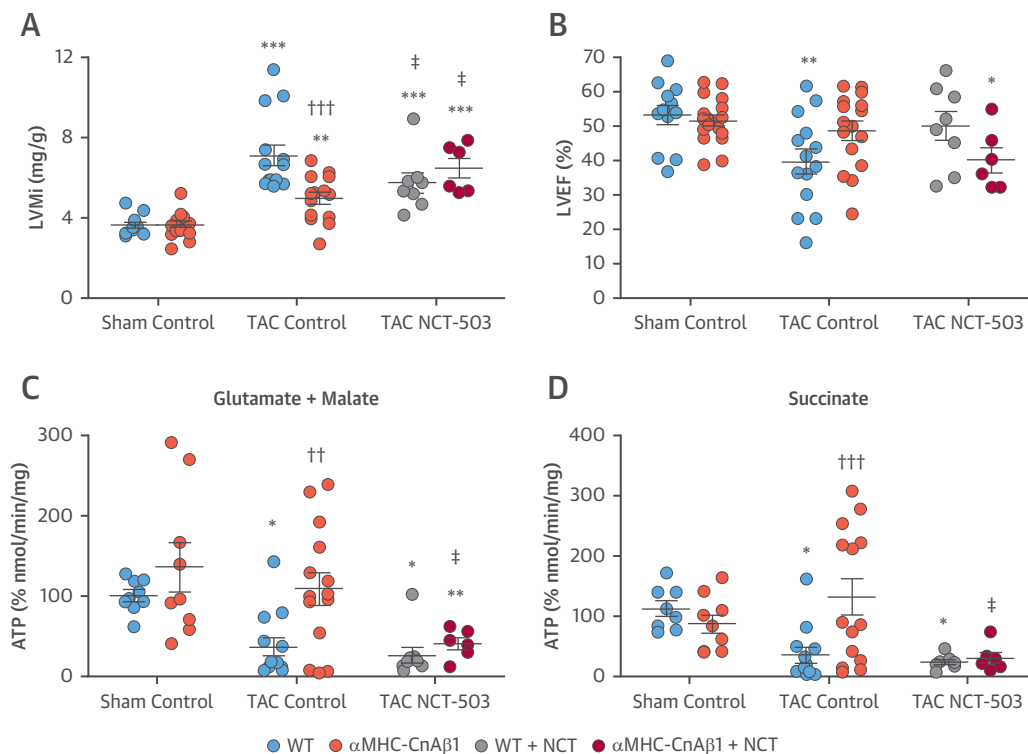 A
LVMi (mg/g)
12
8
4
0
***
†††
**
‡
***
‡
***
Sham Control
TAC Control
TAC NCT-503
B
LVEF (%)
70
60
50
40
30
20
10
0
**
*
Sham Control
TAC Control
TAC NCT-503
C
Glutamate + Malate
ATP (% nmol/min/mg)
300
200
100
0
*
††
*
‡
**
Sham Control
TAC Control
TAC NCT-503
D
Succinate
ATP (% nmol/min/mg)
400
300
200
100
0
*
†††
*
‡
Sham Control
TAC Control
TAC NCT-503
WT αMHC-CnAβ1 WT + NCT αMHC-CnAβ1 + NCT